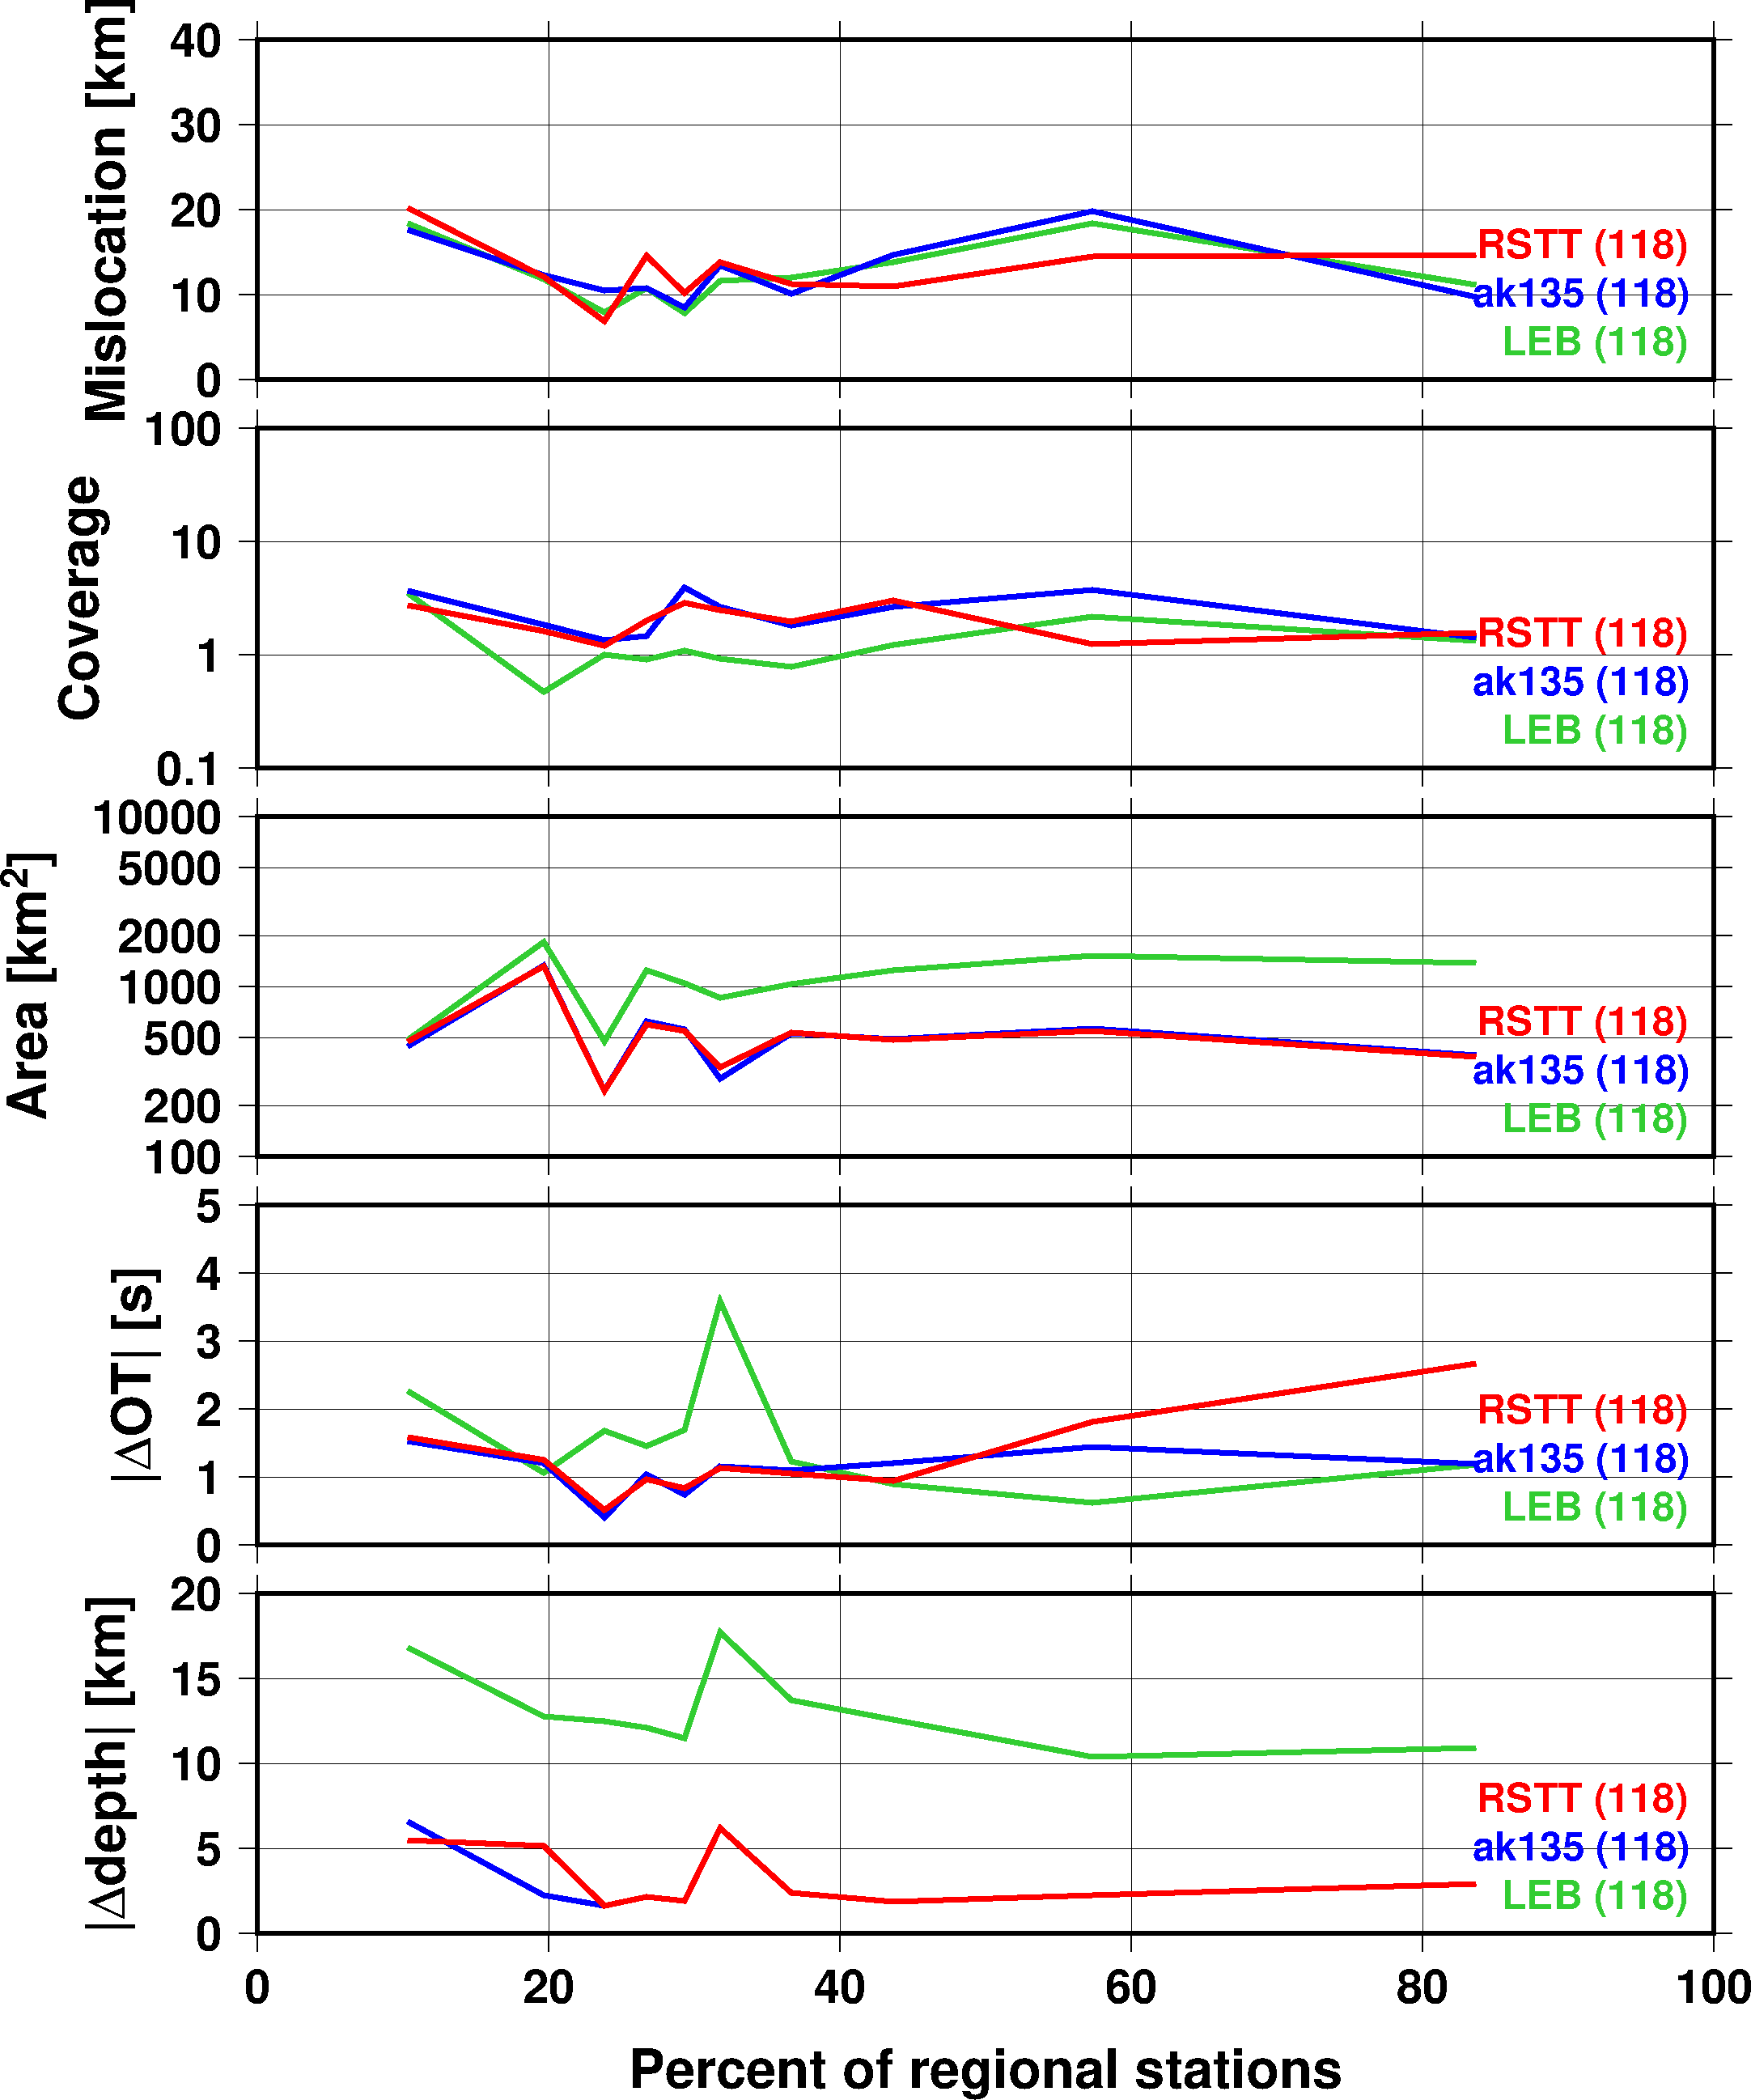 Mislocation [km]
40
30
20
10
0
RSTT (118)
ak135 (118)
LEB (118)
Coverage
100
10
1
0.1
RSTT (118)
ak135 (118)
LEB (118)
Area [km²]
10000
5000
2000
1000
500
200
100
RSTT (118)
ak135 (118)
LEB (118)
|ΔOT| [s]
5
4
3
2
1
0
RSTT (118)
ak135 (118)
LEB (118)
|Δdepth| [km]
20
15
10
5
0
RSTT (118)
ak135 (118)
LEB (118)
0 20 40 60 80 100
Percent of regional stations